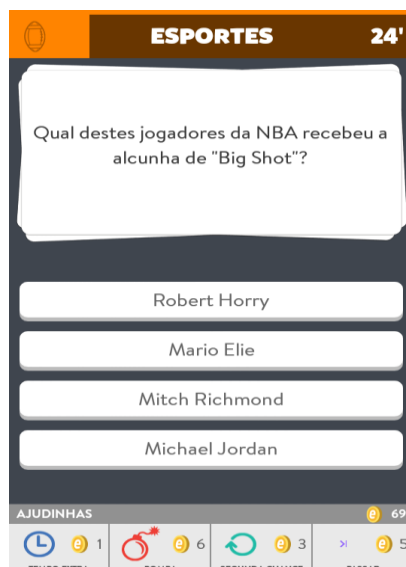 ESPORTES 24'
Qual destes jogadores da NBA recebeu a
alcunha de "Big Shot"?
Robert Horry
Mario Elie
Mitch Richmond
Michael Jordan
AJUDINHAS 69
1 6 3 5